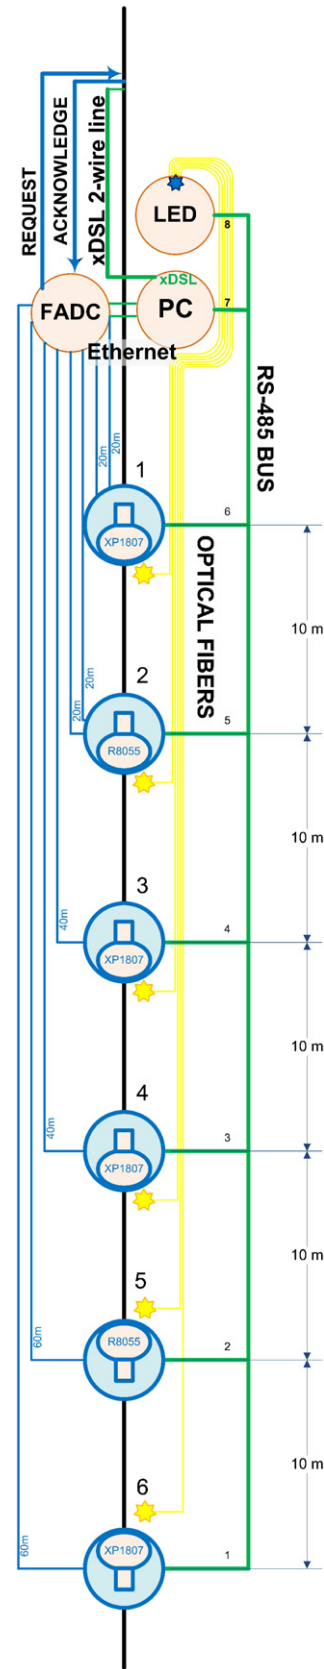 REQUEST
ACKNOWLEDGE
xDSL 2-wire line
LED
8
FADC
xDSL
PC
7
Ethernet
RS-485 BUS
20m
20m
1
XP1807
6
OPTICAL FIBERS
10 m
20m
20m
2
R8055
5
10 m
40m
3
XP1807
4
10 m
40m
4
XP1807
3
10 m
60m
5
R8055
2
10 m
60m
6
XP1807
1